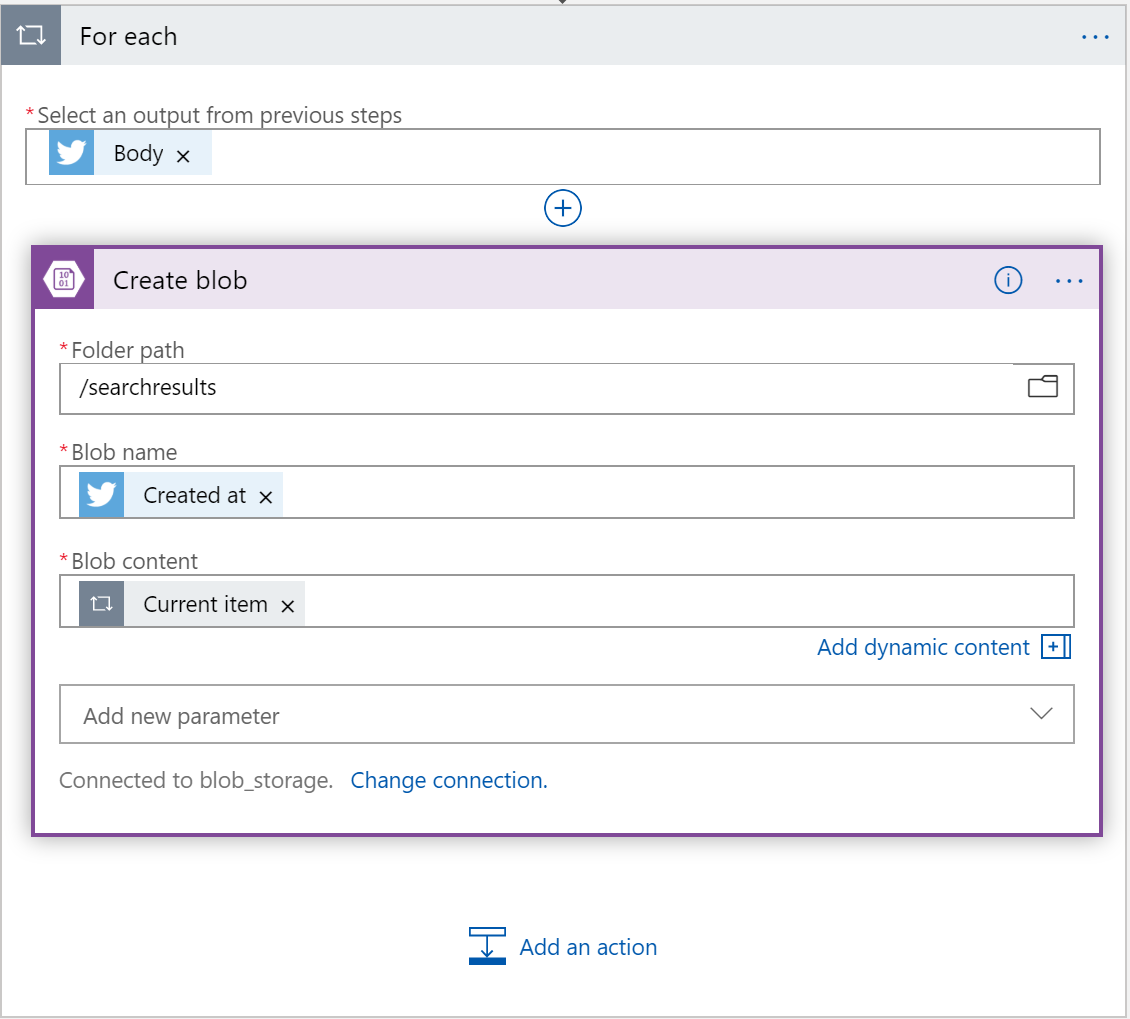 For each
...
*Select an output from previous steps
Body ×
Create blob
...
*Folder path
/searchresults
*Blob name
Created at ×
*Blob content
Current item ×
Add dynamic content
Add new parameter
Connected to blob_storage. Change connection.
Add an action